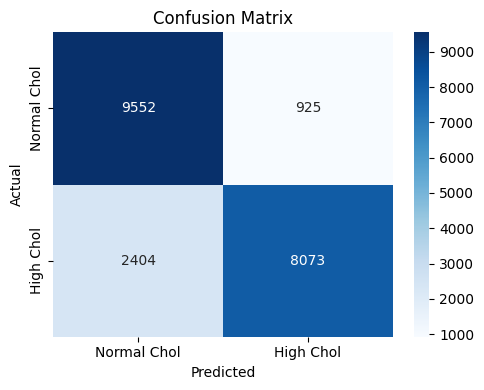 Confusion Matrix
Actual
Normal Chol
High Chol
9552
925
2404
8073
Normal Chol
High Chol
Predicted
9000
8000
7000
6000
5000
4000
3000
2000
1000